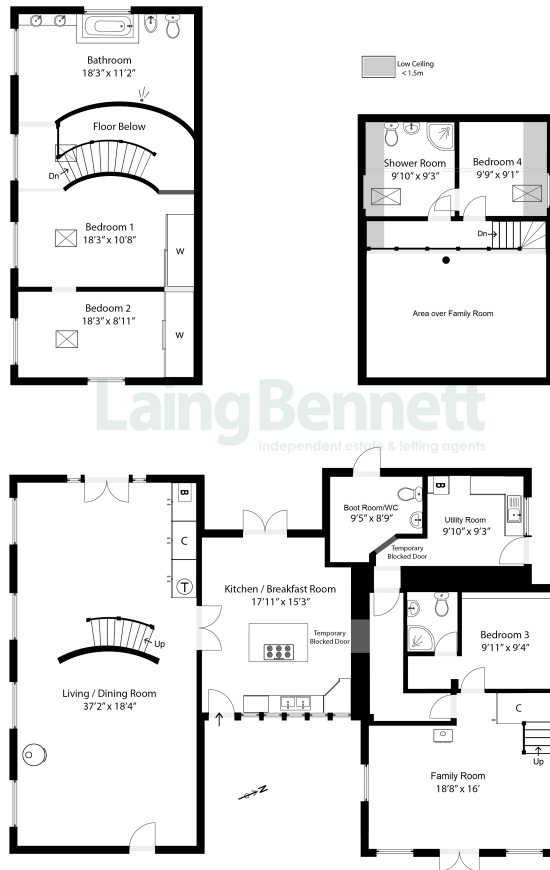 Bathroom
18'3" x 11'2"
Floor Below
Dn
Bedroom 1
18'3" x 10'8"
W
Bedoom 2
18'3" x 8'11"
W
Low Ceiling
<1.5m
Shower Room
9'10" x 9'3"
Bedroom 4
9'9" x 9'1"
Dn
Area over Family Room
Laing Bennett
Independent estate & letting agents
B
C
T
Up
Living / Dining Room
37'2" x 18'4"
Kitchen / Breakfast Room
17'11" x 15'3"
Temporary
Blocked Door
N
Boot Room/WC
9'5" x 8'9"
B
Utility Room
9'10" x 9'3"
Temporary
Blocked Door
Bedroom 3
9'11" x 9'4"
C
Up
Family Room
18'8" x 16'